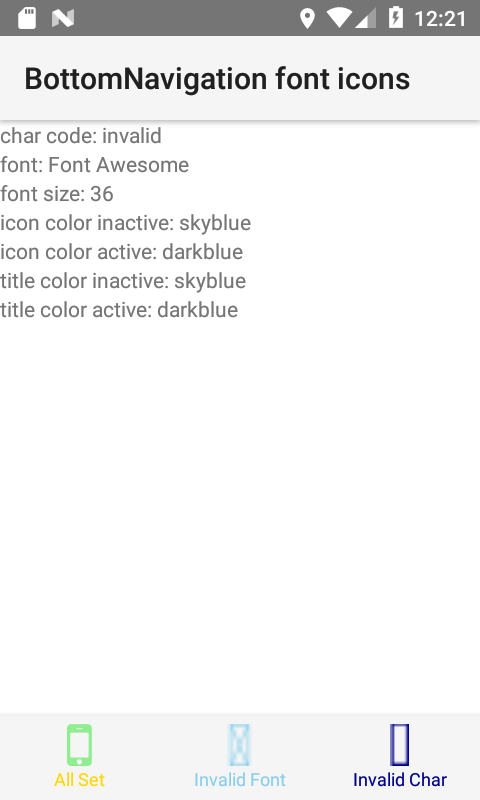 12:21
BottomNavigation font icons
char code: invalid
font: Font Awesome
font size: 36
icon color inactive: skyblue
icon color active: darkblue
title color inactive: skyblue
title color active: darkblue
All Set
Invalid Font
Invalid Char